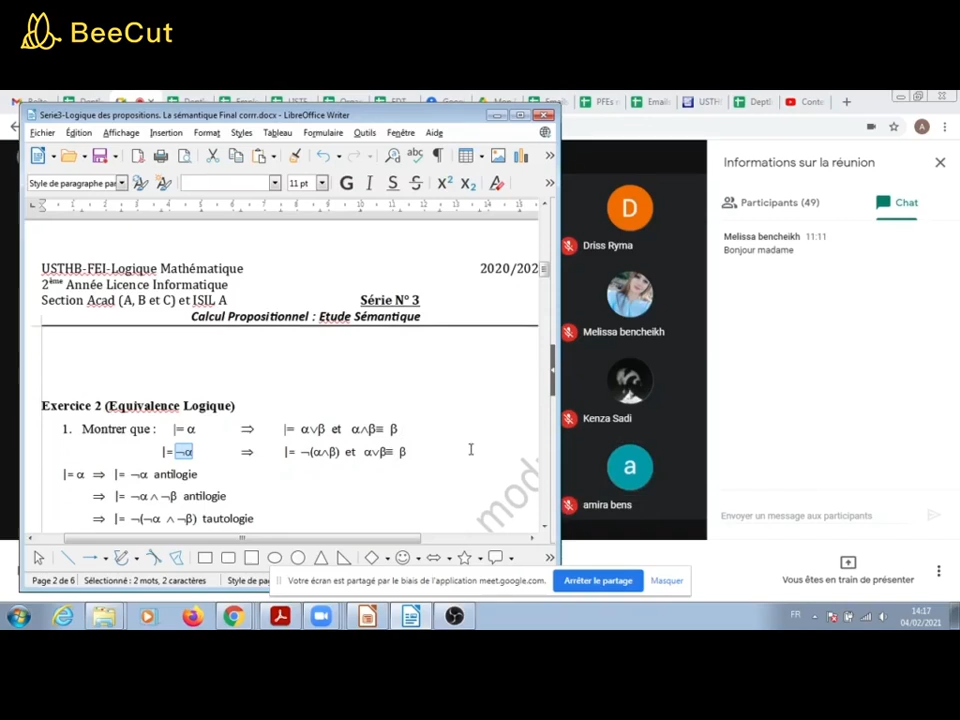 BeeCut
Serie3-Logique des propositions. La sémantique Final corrr.docx - LibreOffice Writer
Fichier Édition Affichage Insertion Format Styles Tableau Formulaire Outils Fenêtre Aide
Style de paragraphe par
11 pt
G I S S X² X₂
USTHB-FEI-Logique Mathématique 2020/202
2ème Année Licence Informatique
Section Acad (A, B et C) et ISIL A Série N° 3
Calcul Propositionnel : Etude Sémantique
Exercice 2 (Equivalence Logique)
1. Montrer que : |= α ⇒ |= α∨β et α∧β≡ β
|= ¬α ⇒ |= ¬(α∧β) et α∨β≡ β
|= α ⇒ |= ¬α antilogie
⇒ |= ¬α ∧ ¬β antilogie
⇒ |= ¬(¬α ∧ ¬β) tautologie
Page 2 de 6 Sélectionné : 2 mots, 2 caractères Style de pag
Votre écran est partagé par le biais de l'application meet.google.com. Arrêter le partage Masquer
D
Driss Ryma
Melissa bencheikh
Kenza Sadi
a
amira bens
Informations sur la réunion
Participants (49) Chat
Melissa bencheikh 11:11
Bonjour madame
Envoyer un message aux participants
Vous êtes en train de présenter
FR
14:17
04/02/2021